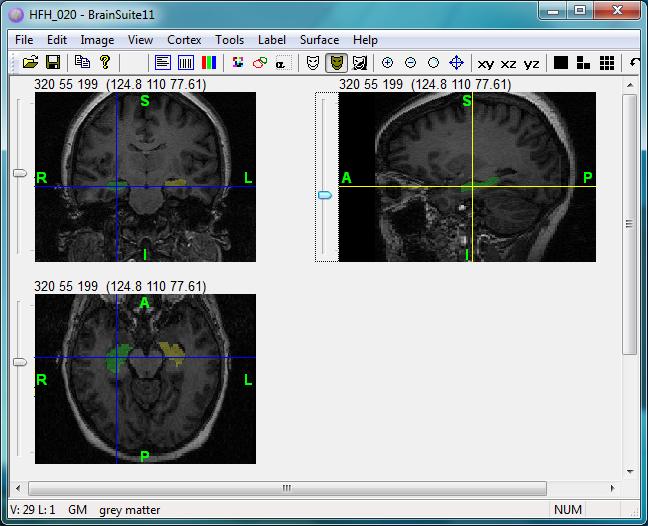 HFH_020 - BrainSuite11
File Edit Image View Cortex Tools Label Surface Help
α xy xz yz
320 55 199 (124.8 110 77.61)
S
R L
I
320 55 199 (124.8 110 77.61)
S
A P
I
320 55 199 (124.8 110 77.61)
A
R L
P
V: 29 L: 1 GM grey matter NUM